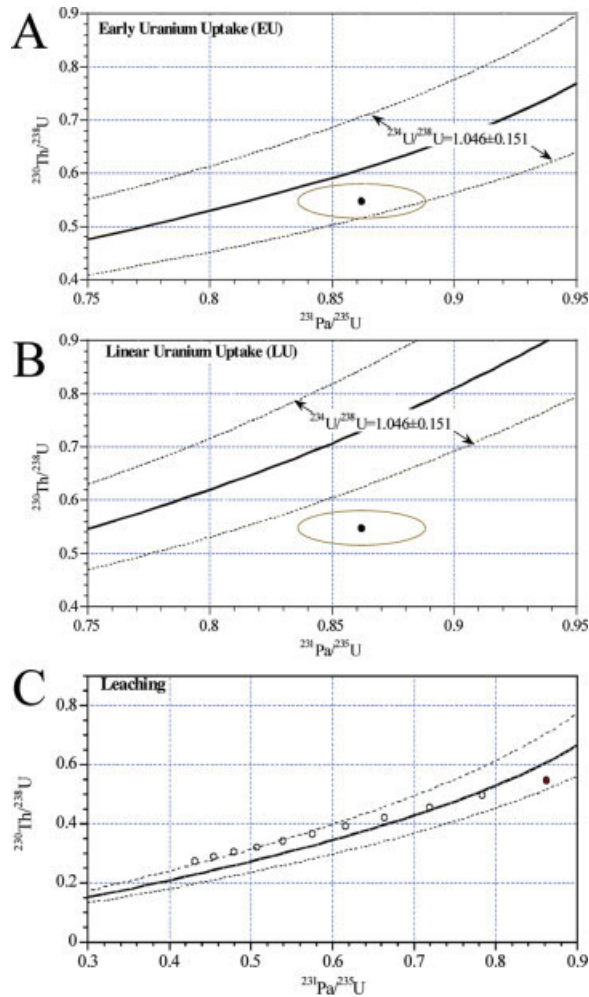 A
Early Uranium Uptake (EU)
0.9
0.8
0.7
0.6
0.5
0.4
²³⁰Th/²³⁸U
²³⁴U/²³⁸U=1.046±0.151
0.75
0.8
0.85
0.9
0.95
²³¹Pa/²³⁵U
B
Linear Uranium Uptake (LU)
0.9
0.8
0.7
0.6
0.5
0.4
²³⁰Th/²³⁸U
²³⁴U/²³⁸U=1.046±0.151
0.75
0.8
0.85
0.9
0.95
²³¹Pa/²³⁵U
C
Leaching
0.8
0.6
0.4
0.2
0
²³⁰Th/²³⁸U
0.3
0.4
0.5
0.6
0.7
0.8
0.9
²³¹Pa/²³⁵U